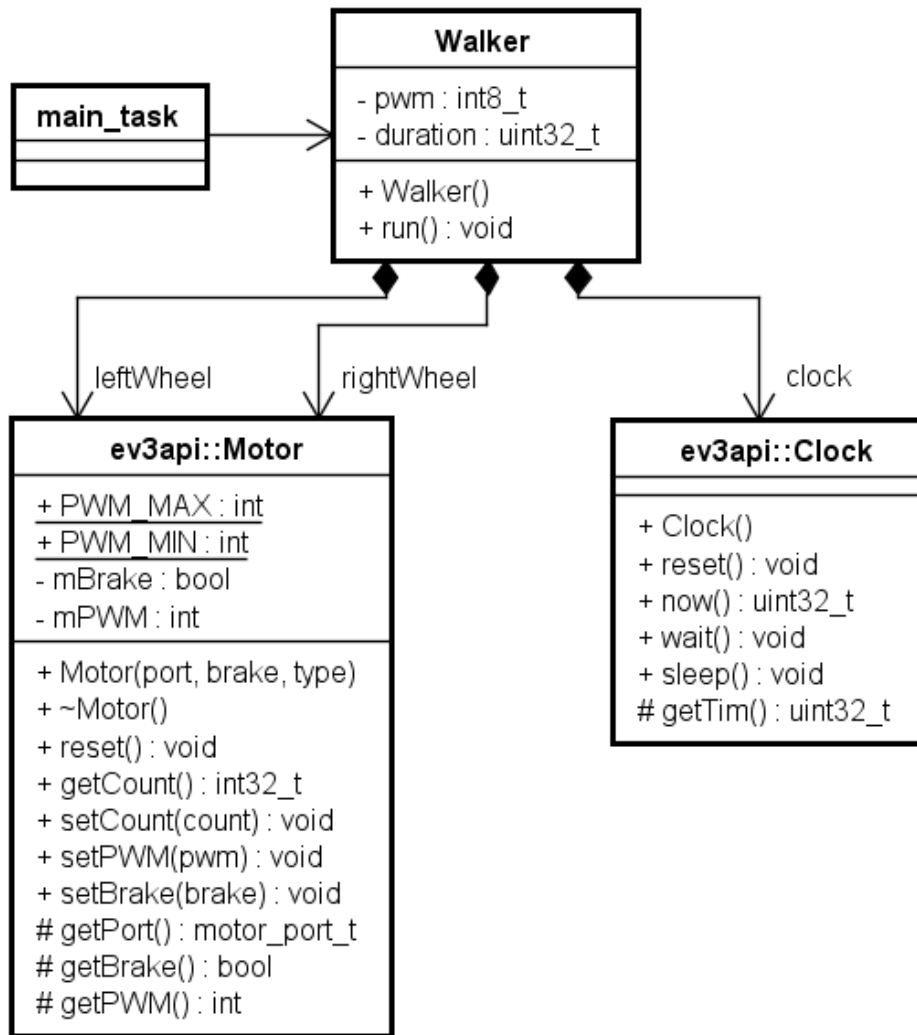 Walker
- pwm : int8_t
- duration : uint32_t
+ Walker()
+ run() : void
main_task
leftWheel
rightWheel
clock
ev3api::Motor
+ PWM_MAX : int
+ PWM_MIN : int
- mBrake : bool
- mPWM : int
+ Motor(port, brake, type)
+ ~Motor()
+ reset() : void
+ getCount() : int32_t
+ setCount(count) : void
+ setPWM(pwm) : void
+ setBrake(brake) : void
# getPort() : motor_port_t
# getBrake() : bool
# getPWM() : int
ev3api::Clock
+ Clock()
+ reset() : void
+ now() : uint32_t
+ wait() : void
+ sleep() : void
# getTim() : uint32_t